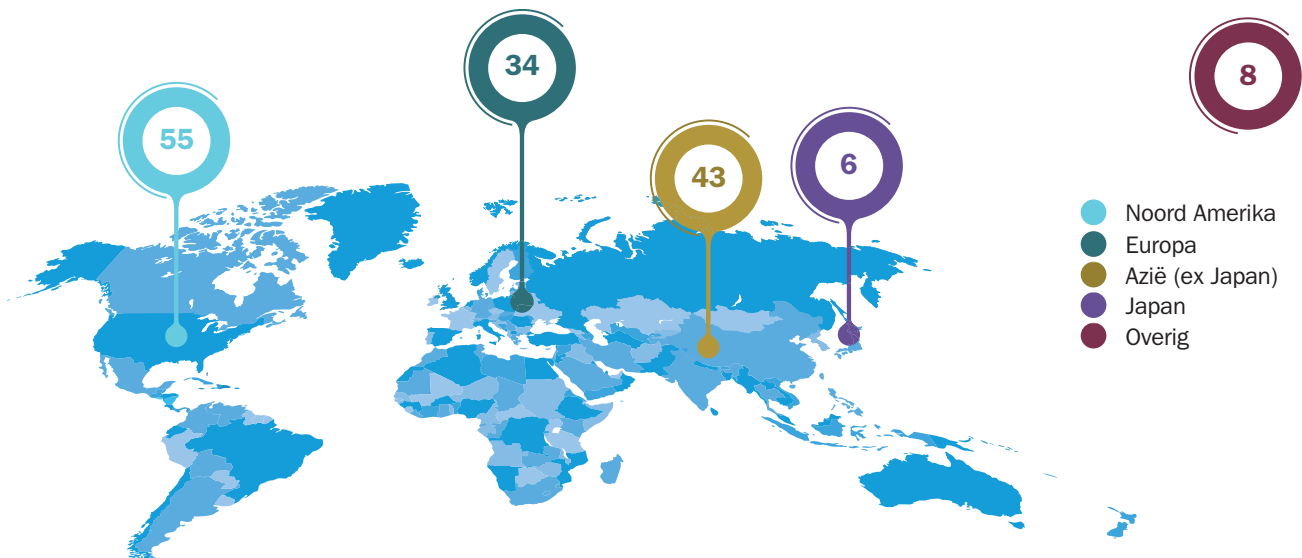 34
8
55
43
6
Noord Amerika
Europa
Azië (ex Japan)
Japan
Overig